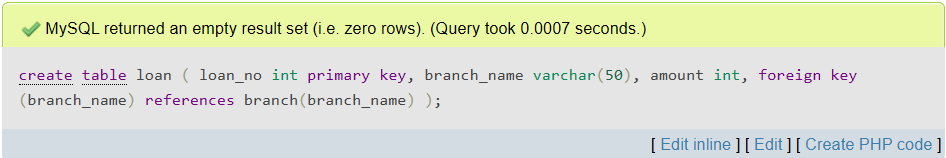 MySQL returned an empty result set (i.e. zero rows). (Query took 0.0007 seconds.)
create table loan ( loan_no int primary key, branch_name varchar(50), amount int, foreign key
(branch_name) references branch(branch_name) );
[ Edit inline ] [ Edit ] [ Create PHP code ]